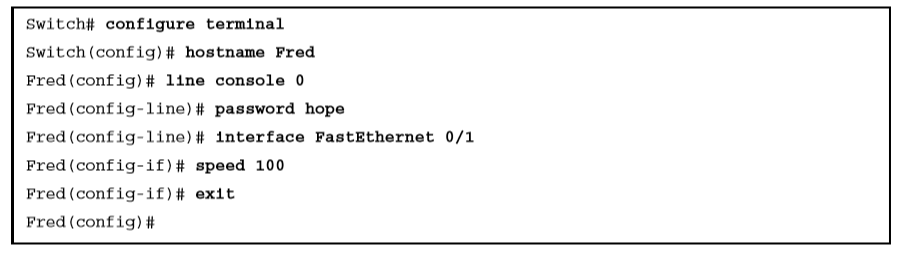 Switch# configure terminal
Switch(config)# hostname Fred
Fred(config)# line console 0
Fred(config-line)# password hope
Fred(config-line)# interface FastEthernet 0/1
Fred(config-if)# speed 100
Fred(config-if)# exit
Fred(config)#